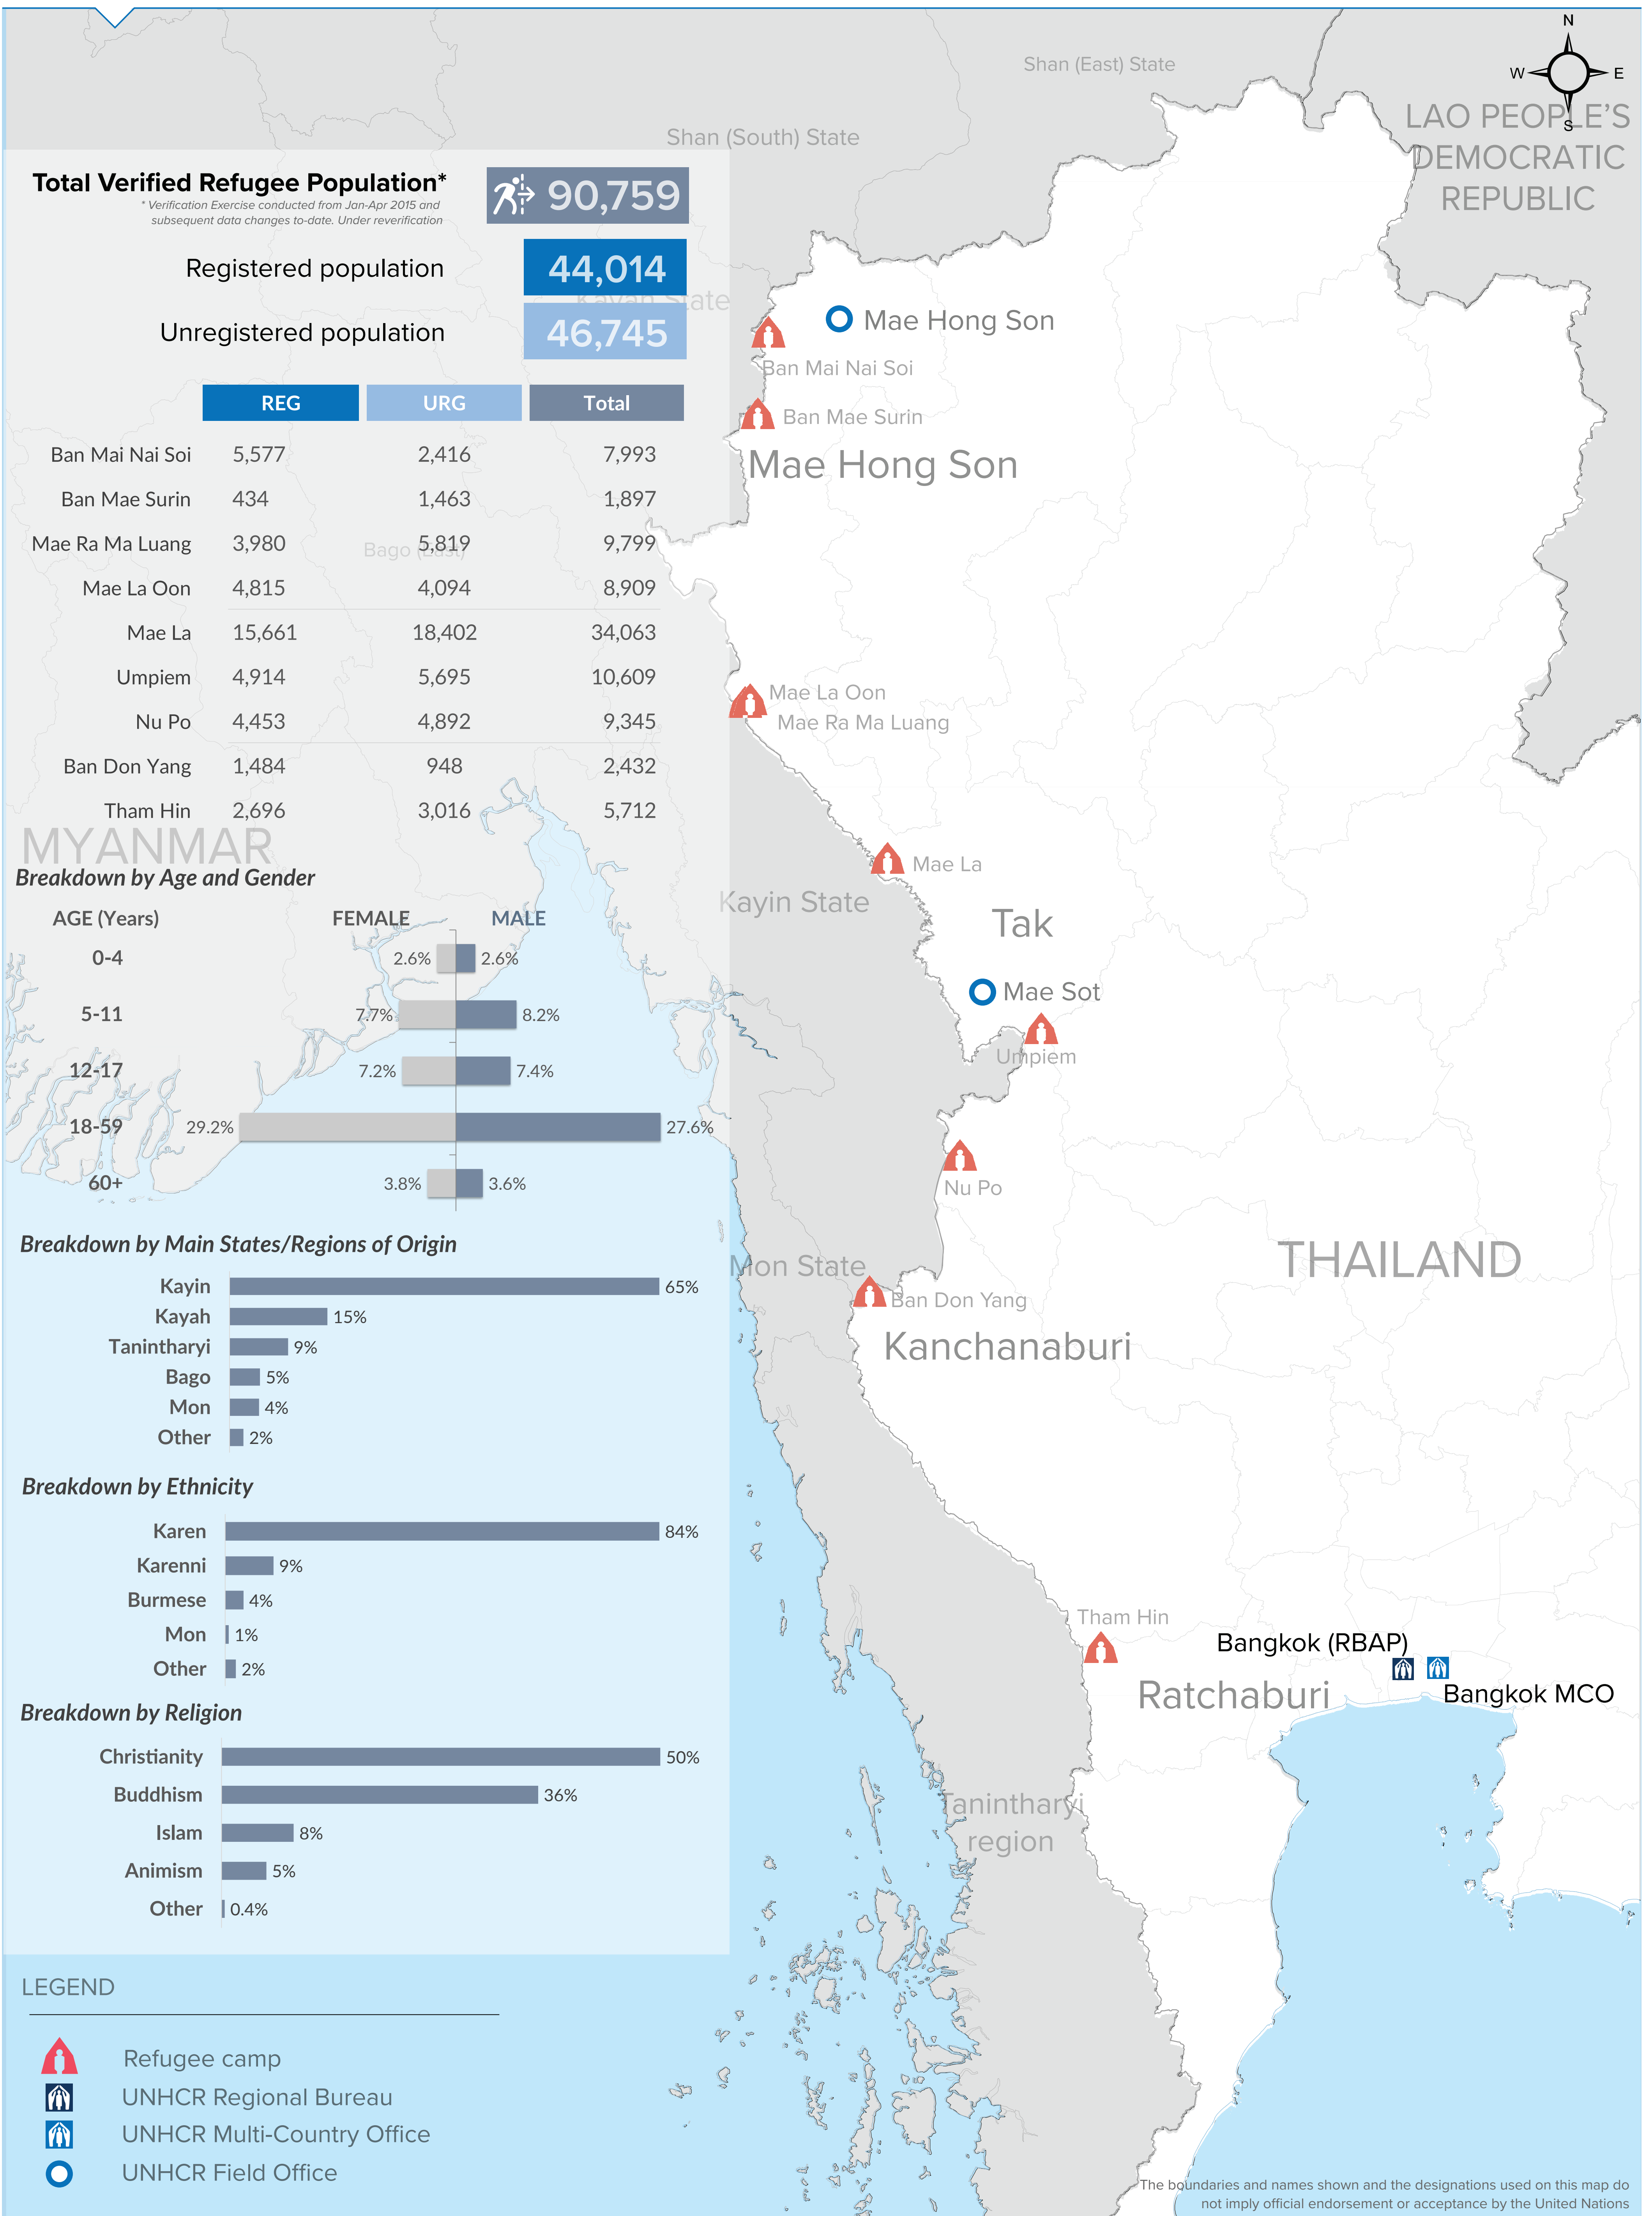 N
W E
S
Shan (East) State
LAO PEOPLE'S
DEMOCRATIC
REPUBLIC
Shan (South) State
Total Verified Refugee Population*
* Verification Exercise conducted from Jan-Apr 2015 and
subsequent data changes to-date. Under reverification
90,759
Registered population 44,014
Kayah State
Unregistered population 46,745
REG URG Total
Ban Mai Nai Soi 5,577 2,416 7,993
Ban Mae Surin 434 1,463 1,897
Mae Ra Ma Luang 3,980 5,819 9,799
Bago (East)
Mae La Oon 4,815 4,094 8,909
Mae La 15,661 18,402 34,063
Umpiem 4,914 5,695 10,609
Nu Po 4,453 4,892 9,345
Ban Don Yang 1,484 948 2,432
Tham Hin 2,696 3,016 5,712
MYANMAR
Breakdown by Age and Gender
AGE (Years) FEMALE MALE
0-4 2.6% 2.6%
5-11 7.7% 8.2%
12-17 7.2% 7.4%
18-59 29.2% 27.6%
60+ 3.8% 3.6%
Breakdown by Main States/Regions of Origin
Kayin 65%
Kayah 15%
Tanintharyi 9%
Bago 5%
Mon 4%
Other 2%
Breakdown by Ethnicity
Karen 84%
Karenni 9%
Burmese 4%
Mon 1%
Other 2%
Breakdown by Religion
Christianity 50%
Buddhism 36%
Islam 8%
Animism 5%
Other 0.4%
LEGEND
Refugee camp
UNHCR Regional Bureau
UNHCR Multi-Country Office
UNHCR Field Office
Mae Hong Son
Ban Mai Nai Soi
Ban Mae Surin
Mae Hong Son
Mae La Oon
Mae Ra Ma Luang
Mae La
Kayin State
Tak
Mae Sot
Umpiem
Nu Po
THAILAND
Mon State
Ban Don Yang
Kanchanaburi
Tham Hin
Bangkok (RBAP)
Ratchaburi
Bangkok MCO
Tanintharyi
region
The boundaries and names shown and the designations used on this map do
not imply official endorsement or acceptance by the United Nations